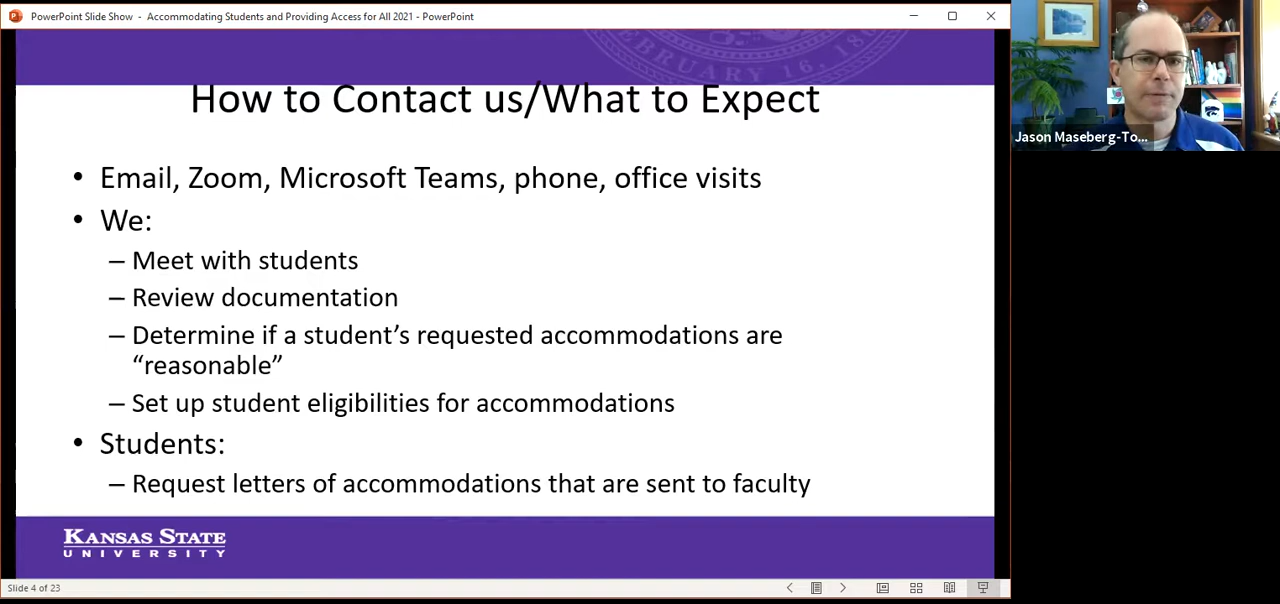 PowerPoint Slide Show - Accommodating Students and Providing Access for All 2021 - PowerPoint
FEBRUARY 16, 18
How to Contact us/What to Expect
• Email, Zoom, Microsoft Teams, phone, office visits
• We:
– Meet with students
– Review documentation
– Determine if a student’s requested accommodations are
“reasonable”
– Set up student eligibilities for accommodations
• Students:
– Request letters of accommodations that are sent to faculty
KANSAS STATE
UNIVERSITY
Slide 4 of 23
Jason Maseberg-To...